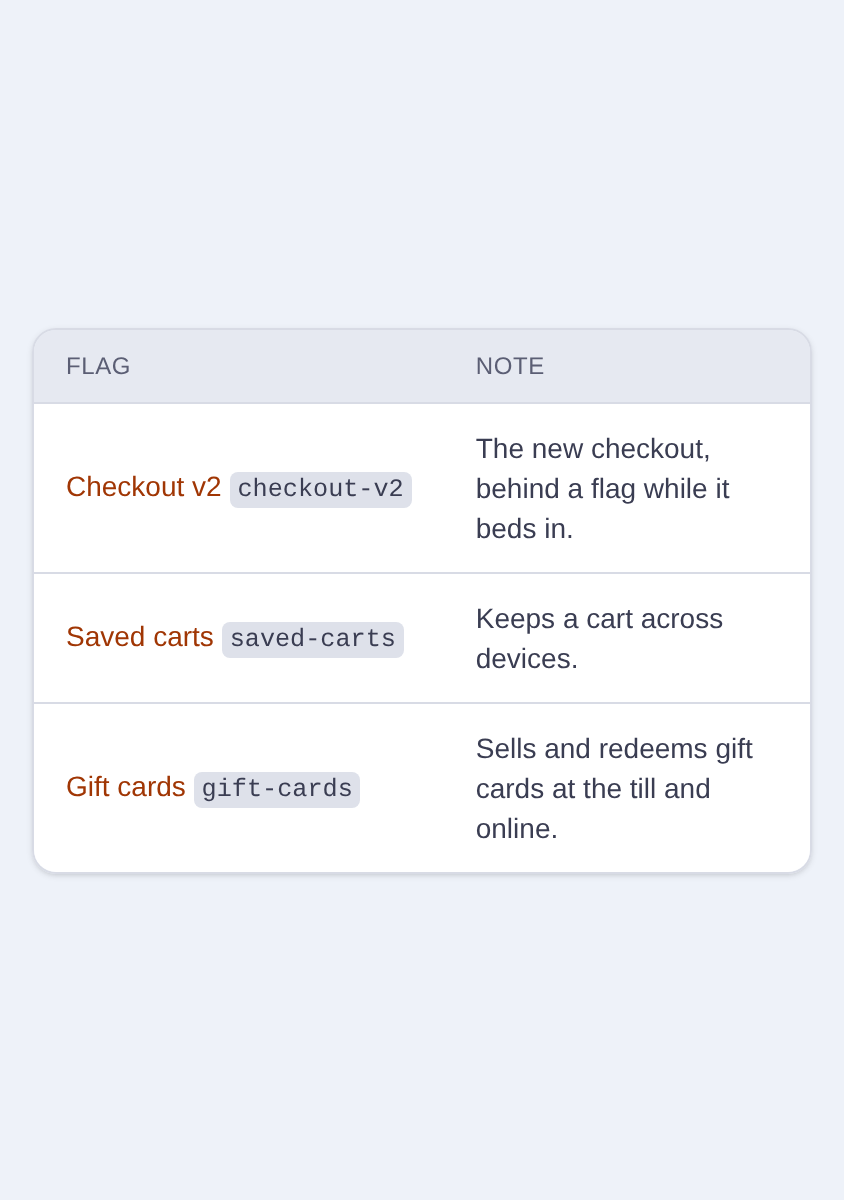 FLAG NOTE
Checkout v2 checkout-v2
The new checkout,
behind a flag while it
beds in.
Saved carts saved-carts
Keeps a cart across
devices.
Gift cards gift-cards
Sells and redeems gift
cards at the till and
online.